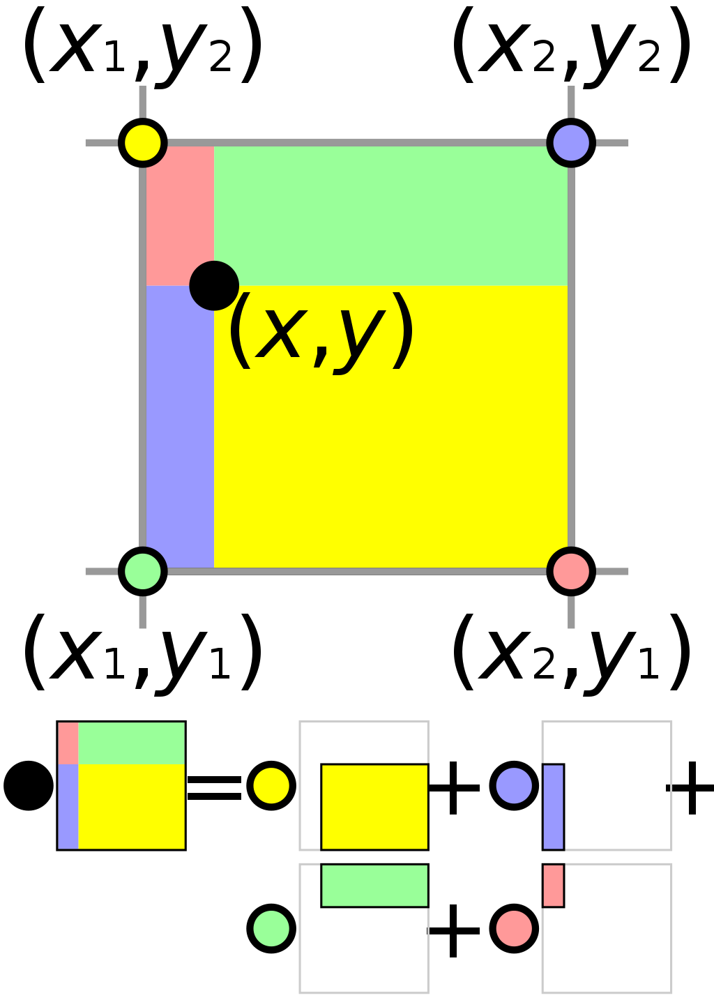 (x1,y2) (x2,y2)
(x,y)
(x1,y1) (x2,y1)
= + +
+